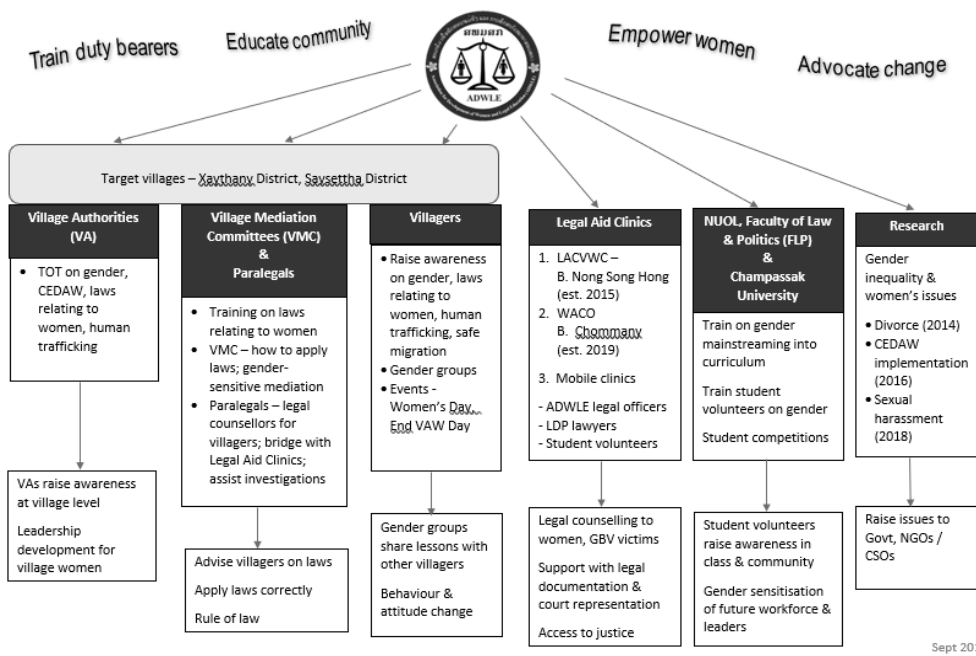 Train duty bearers
Educate community
Empower women
Advocate change
ADWLE
Target villages – Xaythany District, Saysettha District
Village Authorities
(VA)
• TOT on gender,
CEDAW, laws
relating to
women, human
trafficking
VAs raise awareness
at village level
Leadership
development for
village women
Village Mediation
Committees (VMC)
&
Paralegals
• Training on laws
relating to women
• VMC – how to apply
laws; gender-
sensitive mediation
• Paralegals – legal
counsellors for
villagers; bridge with
Legal Aid Clinics;
assist investigations
Advise villagers on laws
Apply laws correctly
Rule of law
Villagers
• Raise awareness
on gender, laws
relating to
women, human
trafficking, safe
migration
• Gender groups
• Events -
Women's Day,
End VAW Day
Gender groups
share lessons with
other villagers
Behaviour &
attitude change
Legal Aid Clinics
1. LACVWC –
B. Nong Song Hong
(est. 2015)
2. WACO
B. Chommany
(est. 2019)
3. Mobile clinics
- ADWLE legal officers
- LDP lawyers
- Student volunteers
Legal counselling to
women, GBV victims
Support with legal
documentation &
court representation
Access to justice
NUOL, Faculty of Law
& Politics (FLP)
&
Champassak
University
Train on gender
mainstreaming into
curriculum
Train student
volunteers on gender
Student competitions
Student volunteers
raise awareness in
class & community
Gender sensitisation
of future workforce &
leaders
Research
Gender
inequality &
women's issues
• Divorce (2014)
• CEDAW
implementation
(2016)
• Sexual
harassment
(2018)
Raise issues to
Govt, NGOs /
CSOs
Sept